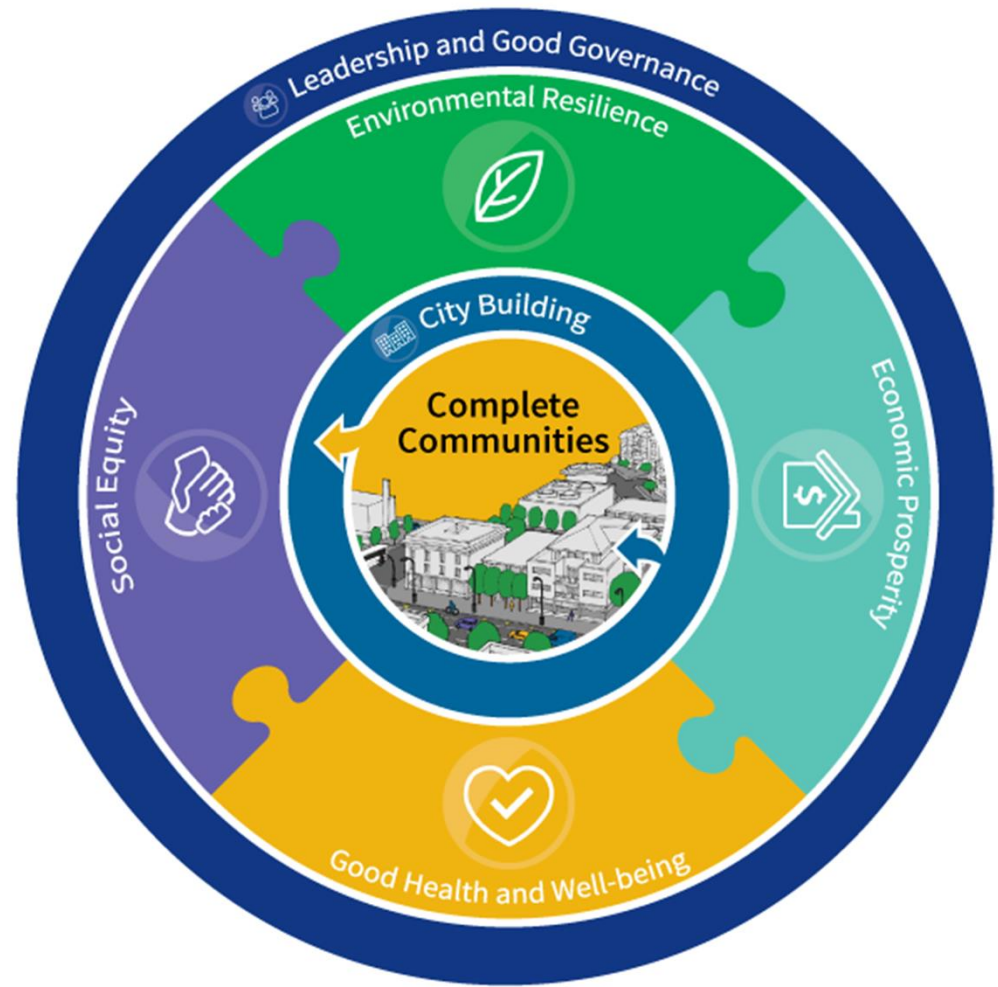 Leadership and Good Governance
Environmental Resilience
City Building
Complete
Communities
Social Equity
Economic Prosperity
$
Good Health and Well-being